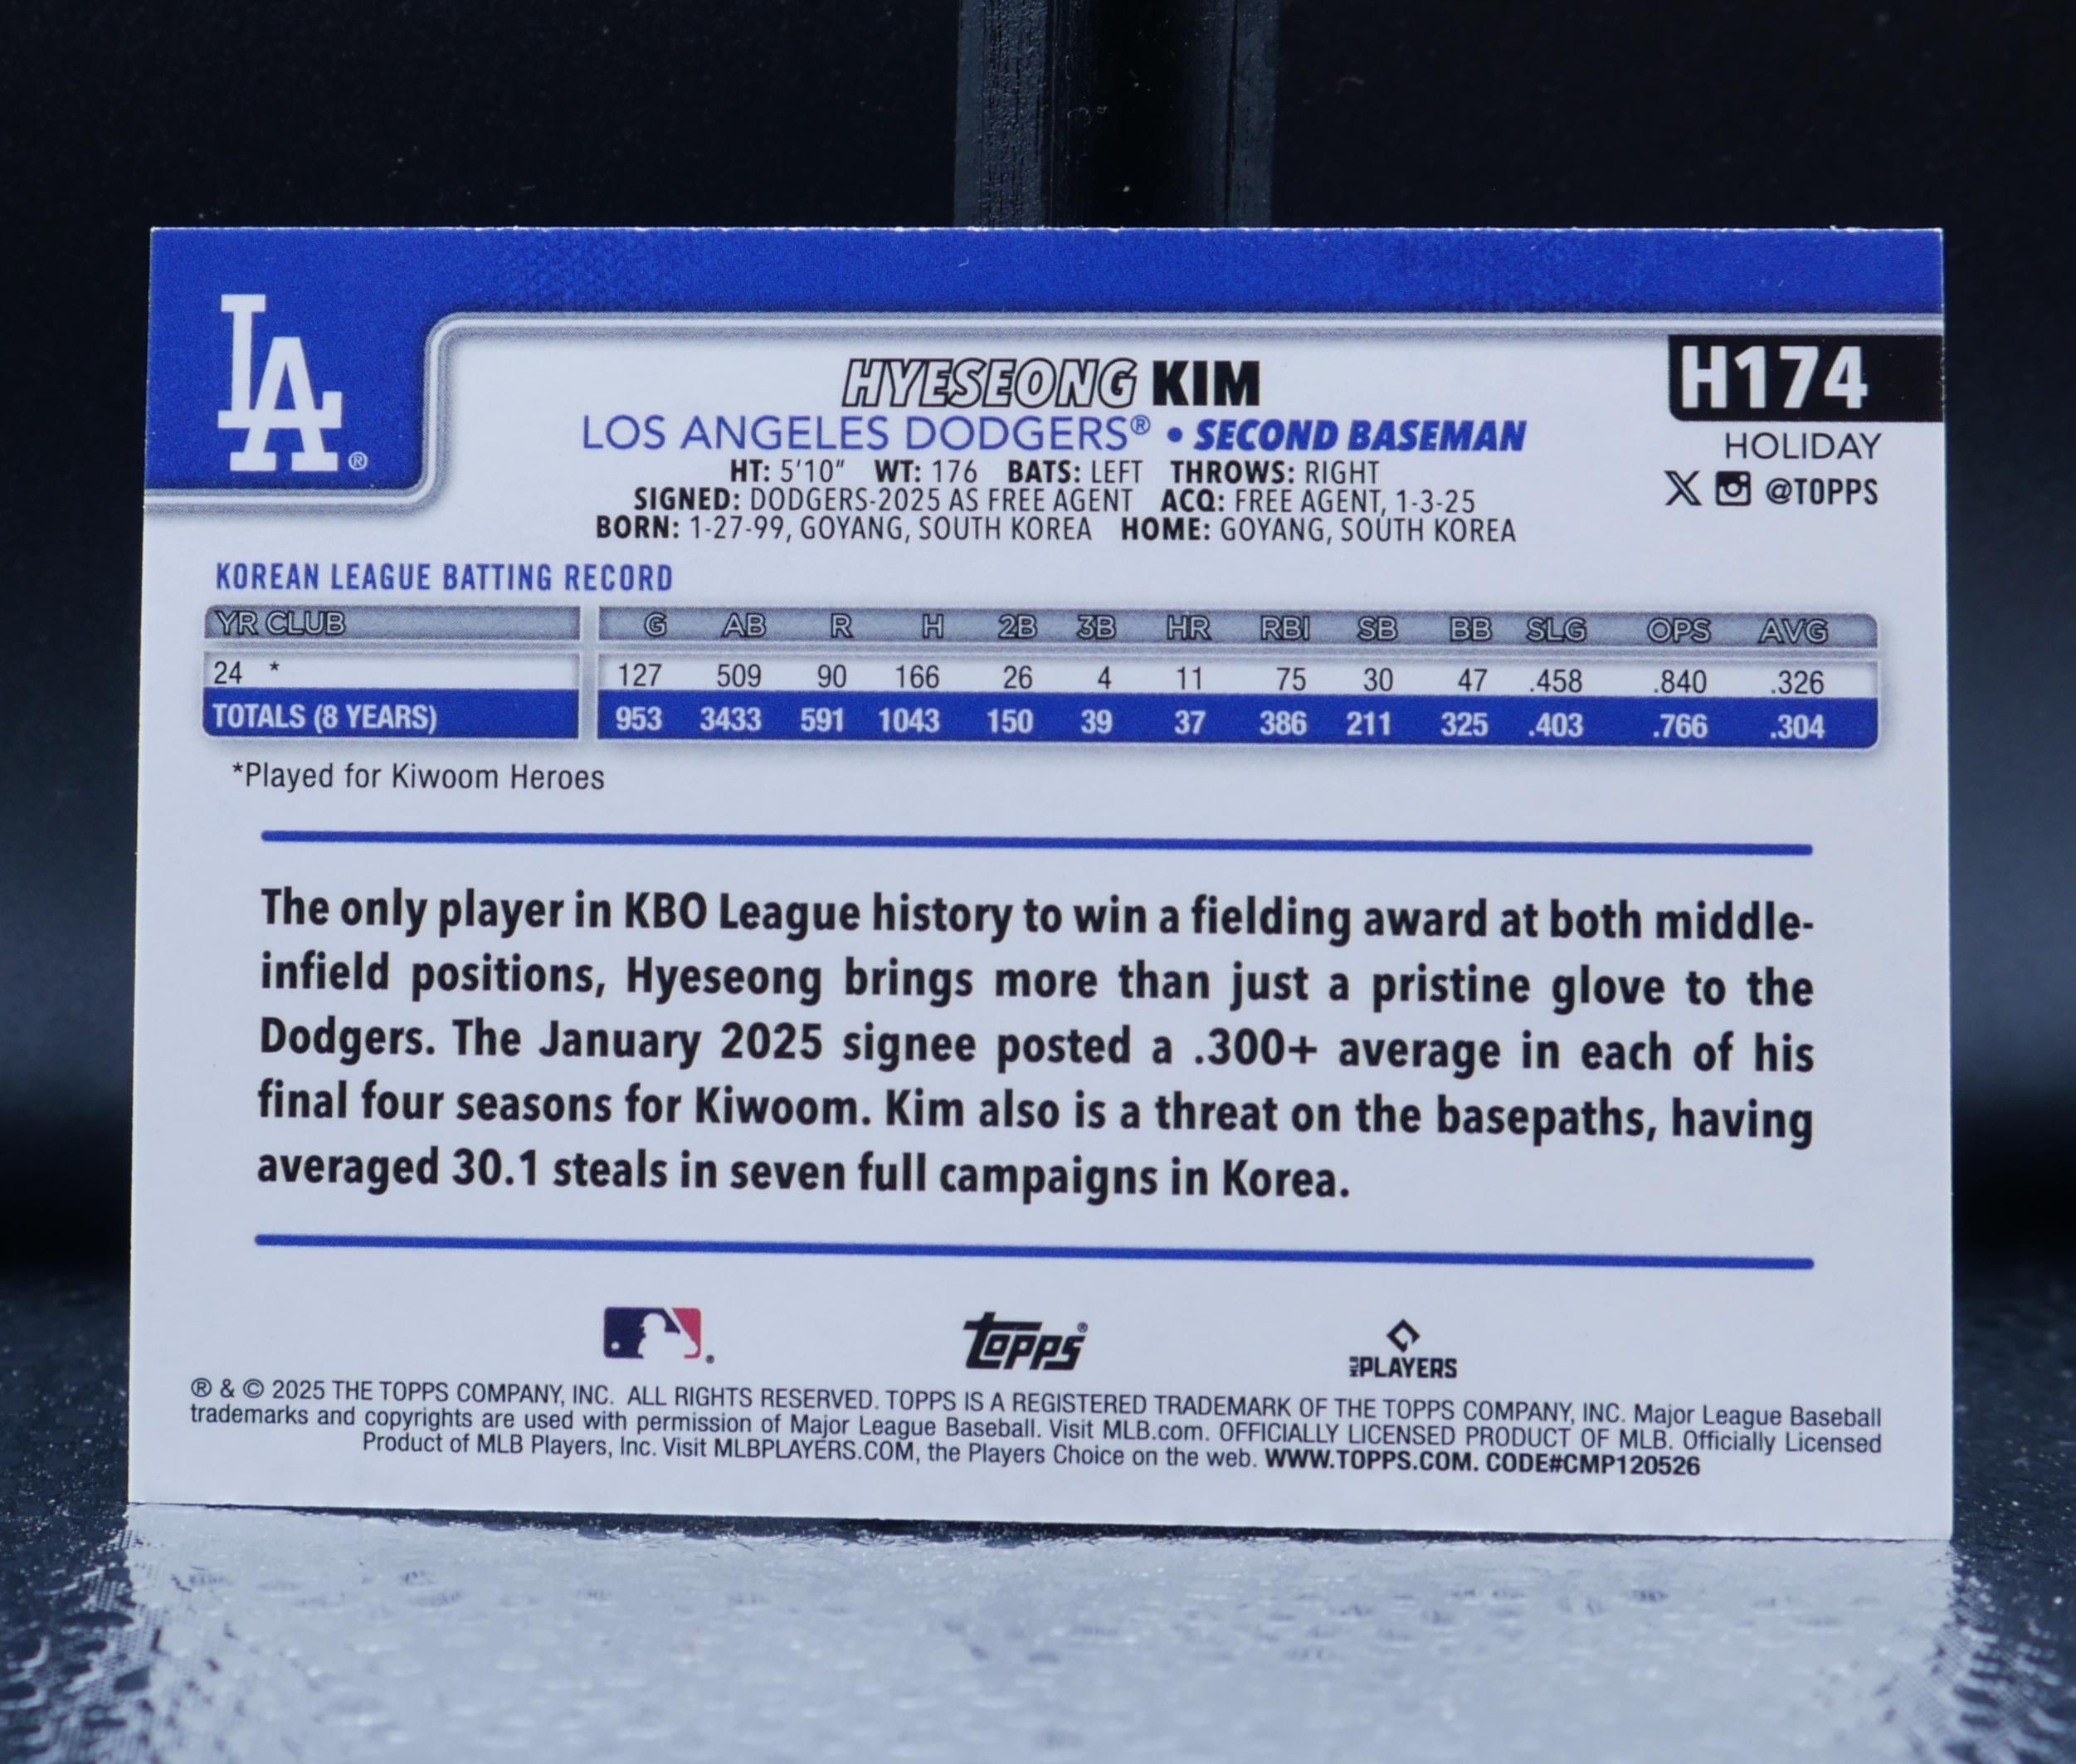 LA®
HYESEONG KIM
LOS ANGELES DODGERS® • SECOND BASEMAN
HT: 5'10" WT: 176 BATS: LEFT THROWS: RIGHT
SIGNED: DODGERS-2025 AS FREE AGENT ACQ: FREE AGENT, 1-3-25
BORN: 1-27-99, GOYANG, SOUTH KOREA HOME: GOYANG, SOUTH KOREA
H174
HOLIDAY
X @TOPPS
KOREAN LEAGUE BATTING RECORD
YR CLUB G AB R H 2B 3B HR RBI SB BB SLG OPS AVG
24 * 127 509 90 166 26 4 11 75 30 47 .458 .840 .326
TOTALS (8 YEARS) 953 3433 591 1043 150 39 37 386 211 325 .403 .766 .304
*Played for Kiwoom Heroes
The only player in KBO League history to win a fielding award at both middle-
infield positions, Hyeseong brings more than just a pristine glove to the
Dodgers. The January 2025 signee posted a .300+ average in each of his
final four seasons for Kiwoom. Kim also is a threat on the basepaths, having
averaged 30.1 steals in seven full campaigns in Korea.
topps®
MLB PLAYERS
® & © 2025 THE TOPPS COMPANY, INC. ALL RIGHTS RESERVED. TOPPS IS A REGISTERED TRADEMARK OF THE TOPPS COMPANY, INC. Major League Baseball
trademarks and copyrights are used with permission of Major League Baseball. Visit MLB.com. OFFICIALLY LICENSED PRODUCT OF MLB. Officially Licensed
Product of MLB Players, Inc. Visit MLBPLAYERS.COM, the Players Choice on the web. WWW.TOPPS.COM. CODE#CMP120526